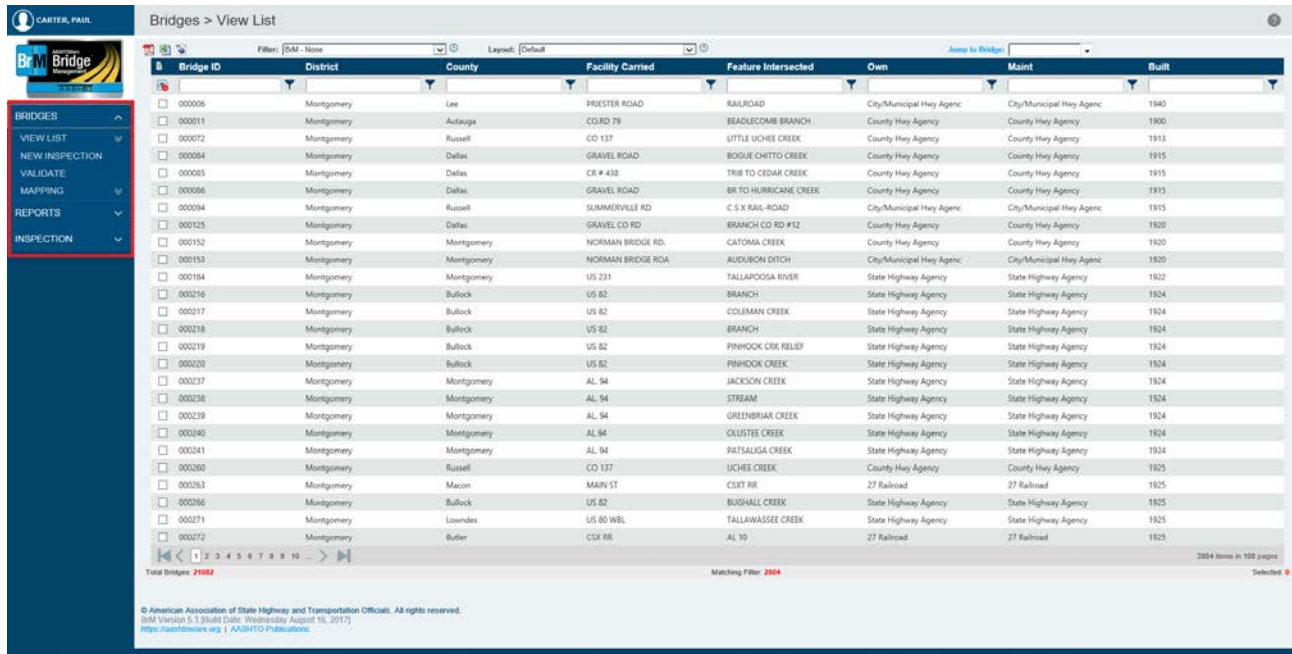 CARTER, PAUL
Bridges > View List
BrM Bridge Management
AASHTO
Filter: BrM - None Layout: Default Jump to Bridge:
Bridge ID District County Facility Carried Feature Intersected Own Maint Built
BRIDGES
VIEW LIST
NEW INSPECTION
VALIDATE
MAPPING
REPORTS
INSPECTION
000006 Montgomery Lee PRIESTER ROAD RAILROAD City/Municipal Hwy Agenc City/Municipal Hwy Agenc 1940
000011 Montgomery Autauga CO.RD 79 BEADLECOMB BRANCH County Hwy Agency County Hwy Agency 1900
000072 Montgomery Russell CO 137 LITTLE UCHEE CREEK County Hwy Agency County Hwy Agency 1913
000084 Montgomery Dallas GRAVEL ROAD BOGUE CHITTO CREEK County Hwy Agency County Hwy Agency 1915
000085 Montgomery Dallas CR # 438 TRIB TO CEDAR CREEK County Hwy Agency County Hwy Agency 1915
000086 Montgomery Dallas GRAVEL ROAD BR TO HURRICANE CREEK County Hwy Agency County Hwy Agency 1915
000094 Montgomery Russell SUMMERVILLE RD C S X RAIL-ROAD City/Municipal Hwy Agenc City/Municipal Hwy Agenc 1915
000125 Montgomery Dallas GRAVEL CO RD BRANCH CO RD #12 County Hwy Agency County Hwy Agency 1920
000152 Montgomery Montgomery NORMAN BRIDGE RD. CATOMA CREEK County Hwy Agency County Hwy Agency 1920
000153 Montgomery Montgomery NORMAN BRIDGE ROA AUDUBON DITCH City/Municipal Hwy Agenc City/Municipal Hwy Agenc 1920
000184 Montgomery Montgomery US 231 TALLAPOOSA RIVER State Highway Agency State Highway Agency 1922
000216 Montgomery Bullock US 82 BRANCH State Highway Agency State Highway Agency 1924
000217 Montgomery Bullock US 82 COLEMAN CREEK State Highway Agency State Highway Agency 1924
000218 Montgomery Bullock US 82 BRANCH State Highway Agency State Highway Agency 1924
000219 Montgomery Bullock US 82 PINHOOK CRK RELIEF State Highway Agency State Highway Agency 1924
000220 Montgomery Bullock US 82 PINHOOK CREEK State Highway Agency State Highway Agency 1924
000237 Montgomery Montgomery AL. 94 JACKSON CREEK State Highway Agency State Highway Agency 1924
000238 Montgomery Montgomery AL. 94 STREAM State Highway Agency State Highway Agency 1924
000239 Montgomery Montgomery AL. 94 GREENBRIAR CREEK State Highway Agency State Highway Agency 1924
000240 Montgomery Montgomery AL 94 OLUSTEE CREEK State Highway Agency State Highway Agency 1924
000241 Montgomery Montgomery AL. 94 PATSALIGA CREEK State Highway Agency State Highway Agency 1924
000260 Montgomery Russell CO 137 UCHEE CREEK County Hwy Agency County Hwy Agency 1925
000263 Montgomery Macon MAIN ST CSXT RR 27 Railroad 27 Railroad 1925
000266 Montgomery Bullock US 82 BUGHALL CREEK State Highway Agency State Highway Agency 1925
000271 Montgomery Lowndes US 80 WBL TALLAWASSEE CREEK State Highway Agency State Highway Agency 1925
000272 Montgomery Butler CSX RR AL 10 27 Railroad 27 Railroad 1925
1 2 3 4 5 6 7 8 9 10 ... 2804 items in 108 pages
Total Bridges: 21082 Matching Filter: 2804 Selected: 0
© American Association of State Highway and Transportation Officials. All rights reserved.
BrM Version 5.3 [Build Date: Wednesday August 16, 2017]
https://aashtoware.org | AASHTO Publications